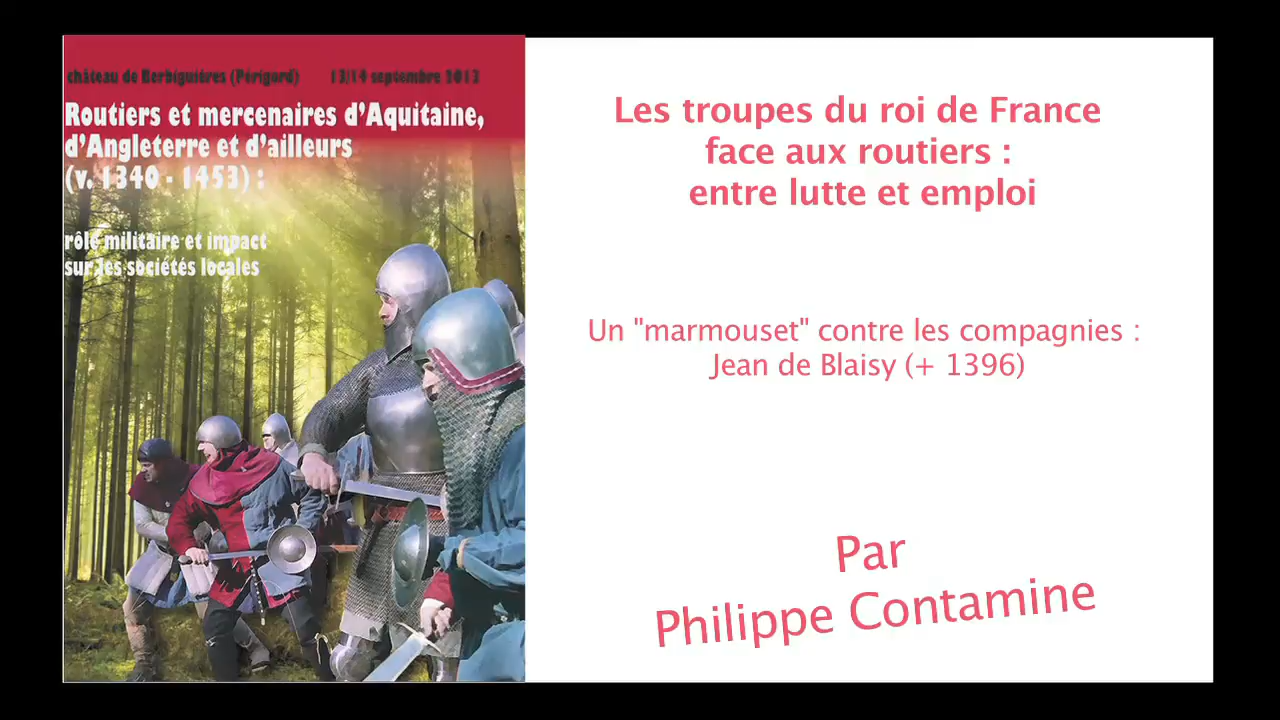 château de Berbiguières (Périgord) 13/14 septembre 2013
Routiers et mercenaires d'Aquitaine,
d'Angleterre et d'ailleurs
(v. 1340 - 1453) :
rôle militaire et impact
sur les sociétés locales
Les troupes du roi de France
face aux routiers :
entre lutte et emploi
Un "marmouset" contre les compagnies :
Jean de Blaisy (+ 1396)
Par
Philippe Contamine